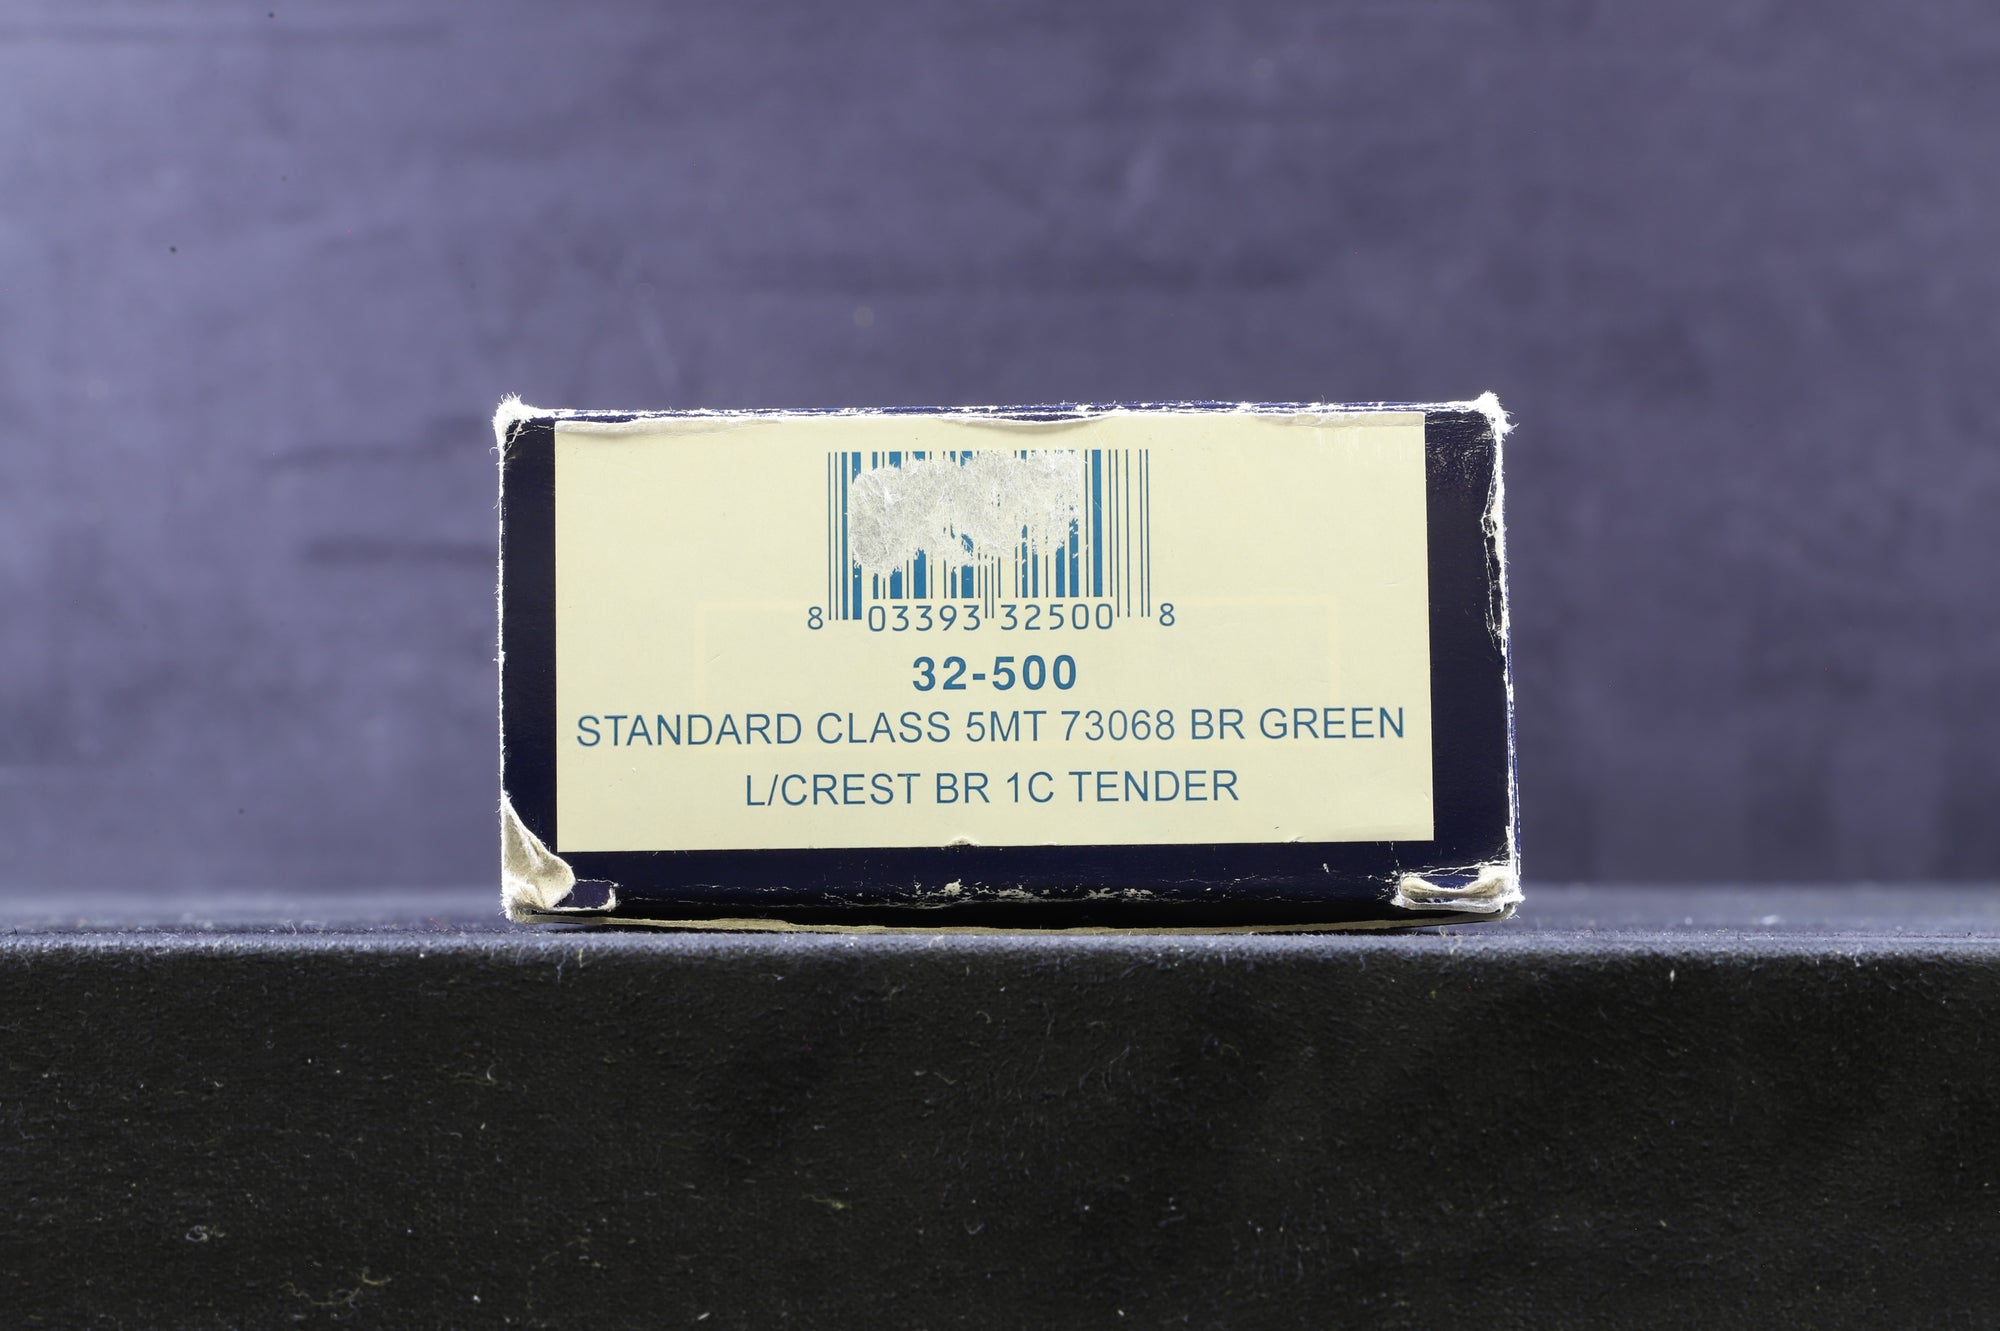 8 03393 32500 8
32-500
STANDARD CLASS 5MT 73068 BR GREEN
L/CREST BR 1C TENDER